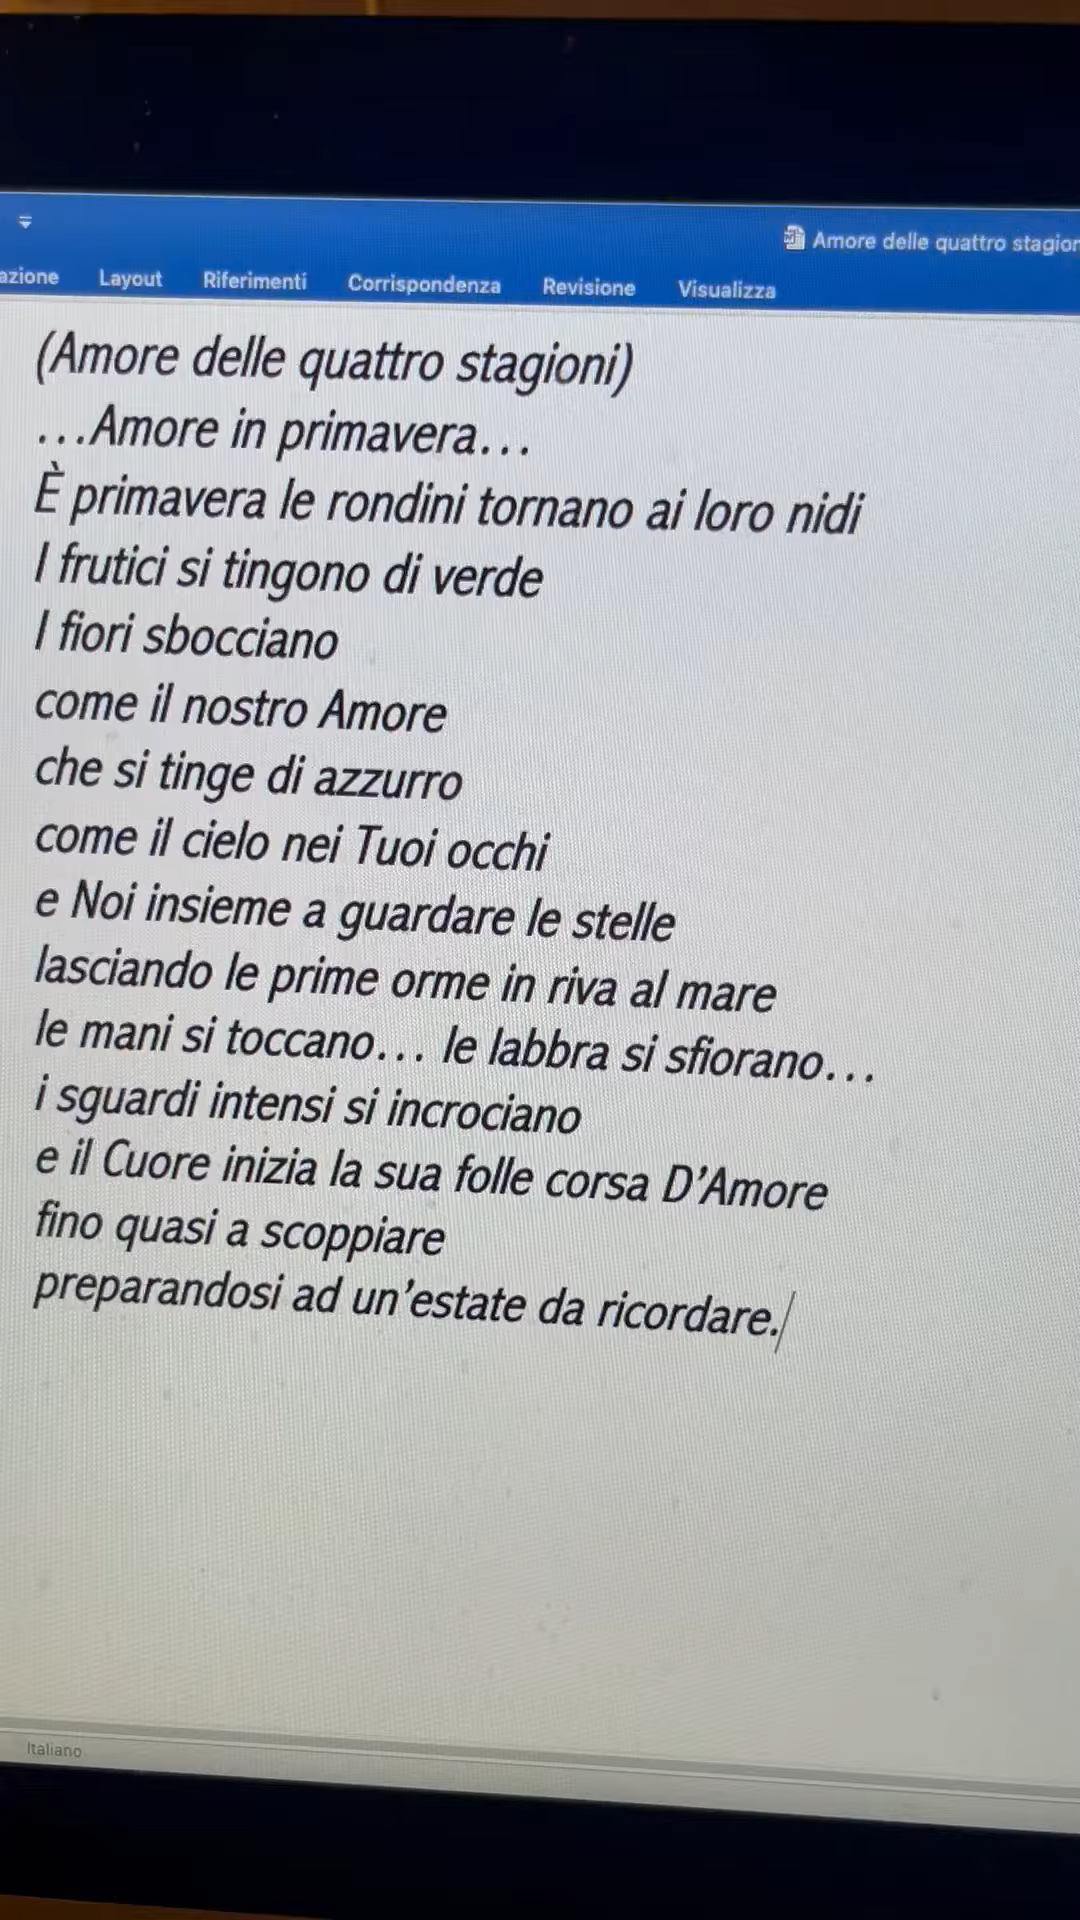 Amore delle quattro stagion
azione Layout Riferimenti Corrispondenza Revisione Visualizza
(Amore delle quattro stagioni)
...Amore in primavera...
È primavera le rondini tornano ai loro nidi
I frutici si tingono di verde
I fiori sbocciano
come il nostro Amore
che si tinge di azzurro
come il cielo nei Tuoi occhi
e Noi insieme a guardare le stelle
lasciando le prime orme in riva al mare
le mani si toccano... le labbra si sfiorano...
i sguardi intensi si incrociano
e il Cuore inizia la sua folle corsa D'Amore
fino quasi a scoppiare
preparandosi ad un'estate da ricordare.
Italiano